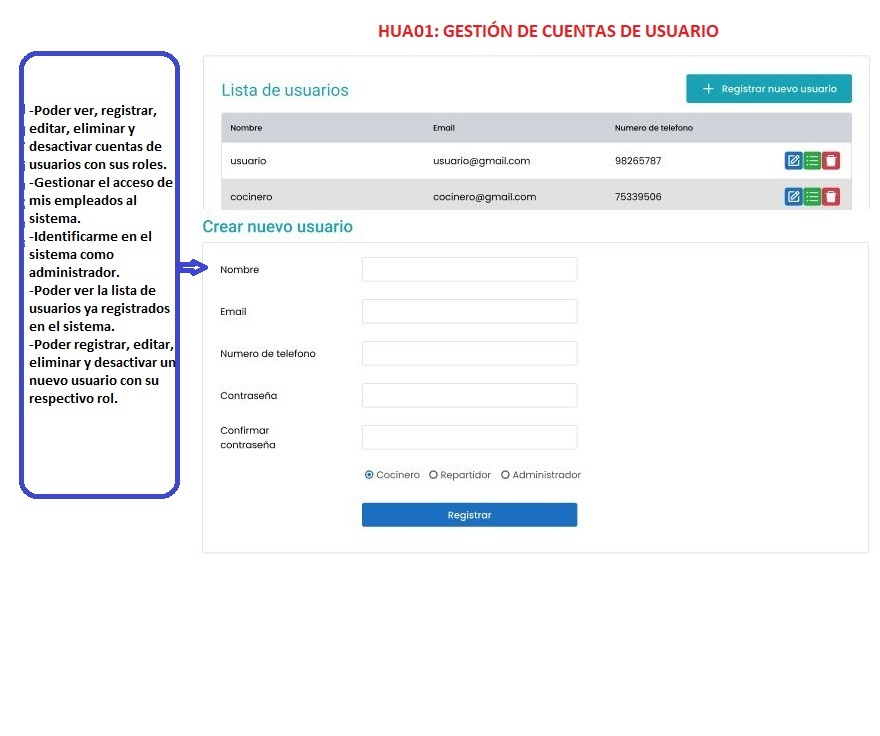 HUA01: GESTIÓN DE CUENTAS DE USUARIO
-Poder ver, registrar,
editar, eliminar y
desactivar cuentas de
usuarios con sus roles.
-Gestionar el acceso de
mis empleados al
sistema.
-Identificarme en el
sistema como
administrador.
-Poder ver la lista de
usuarios ya registrados
en el sistema.
-Poder registrar, editar,
eliminar y desactivar un
nuevo usuario con su
respectivo rol.
Lista de usuarios
+ Registrar nuevo usuario
Nombre Email Numero de telefono
usuario usuario@gmail.com 98265787
cocinero cocinero@gmail.com 75339506
Crear nuevo usuario
Nombre
Email
Numero de telefono
Contraseña
Confirmar
contraseña
Cocinero Repartidor Administrador
Registrar